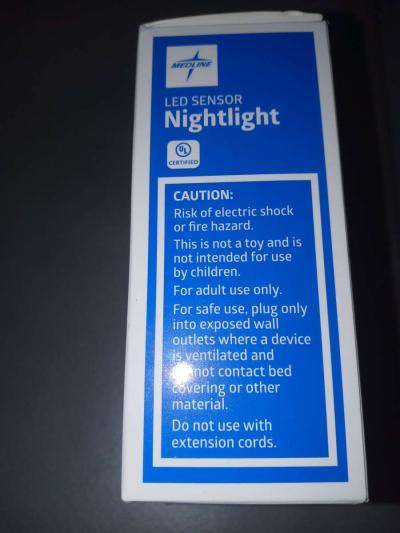 MEDLINE
LED SENSOR
Nightlight
UL
CERTIFIED
CAUTION:
Risk of electric shock
or fire hazard.
This is not a toy and is
not intended for use
by children.
For adult use only.
For safe use, plug only
into exposed wall
outlets where a device
is ventilated and
not contact bed
covering or other
material.
Do not use with
extension cords.